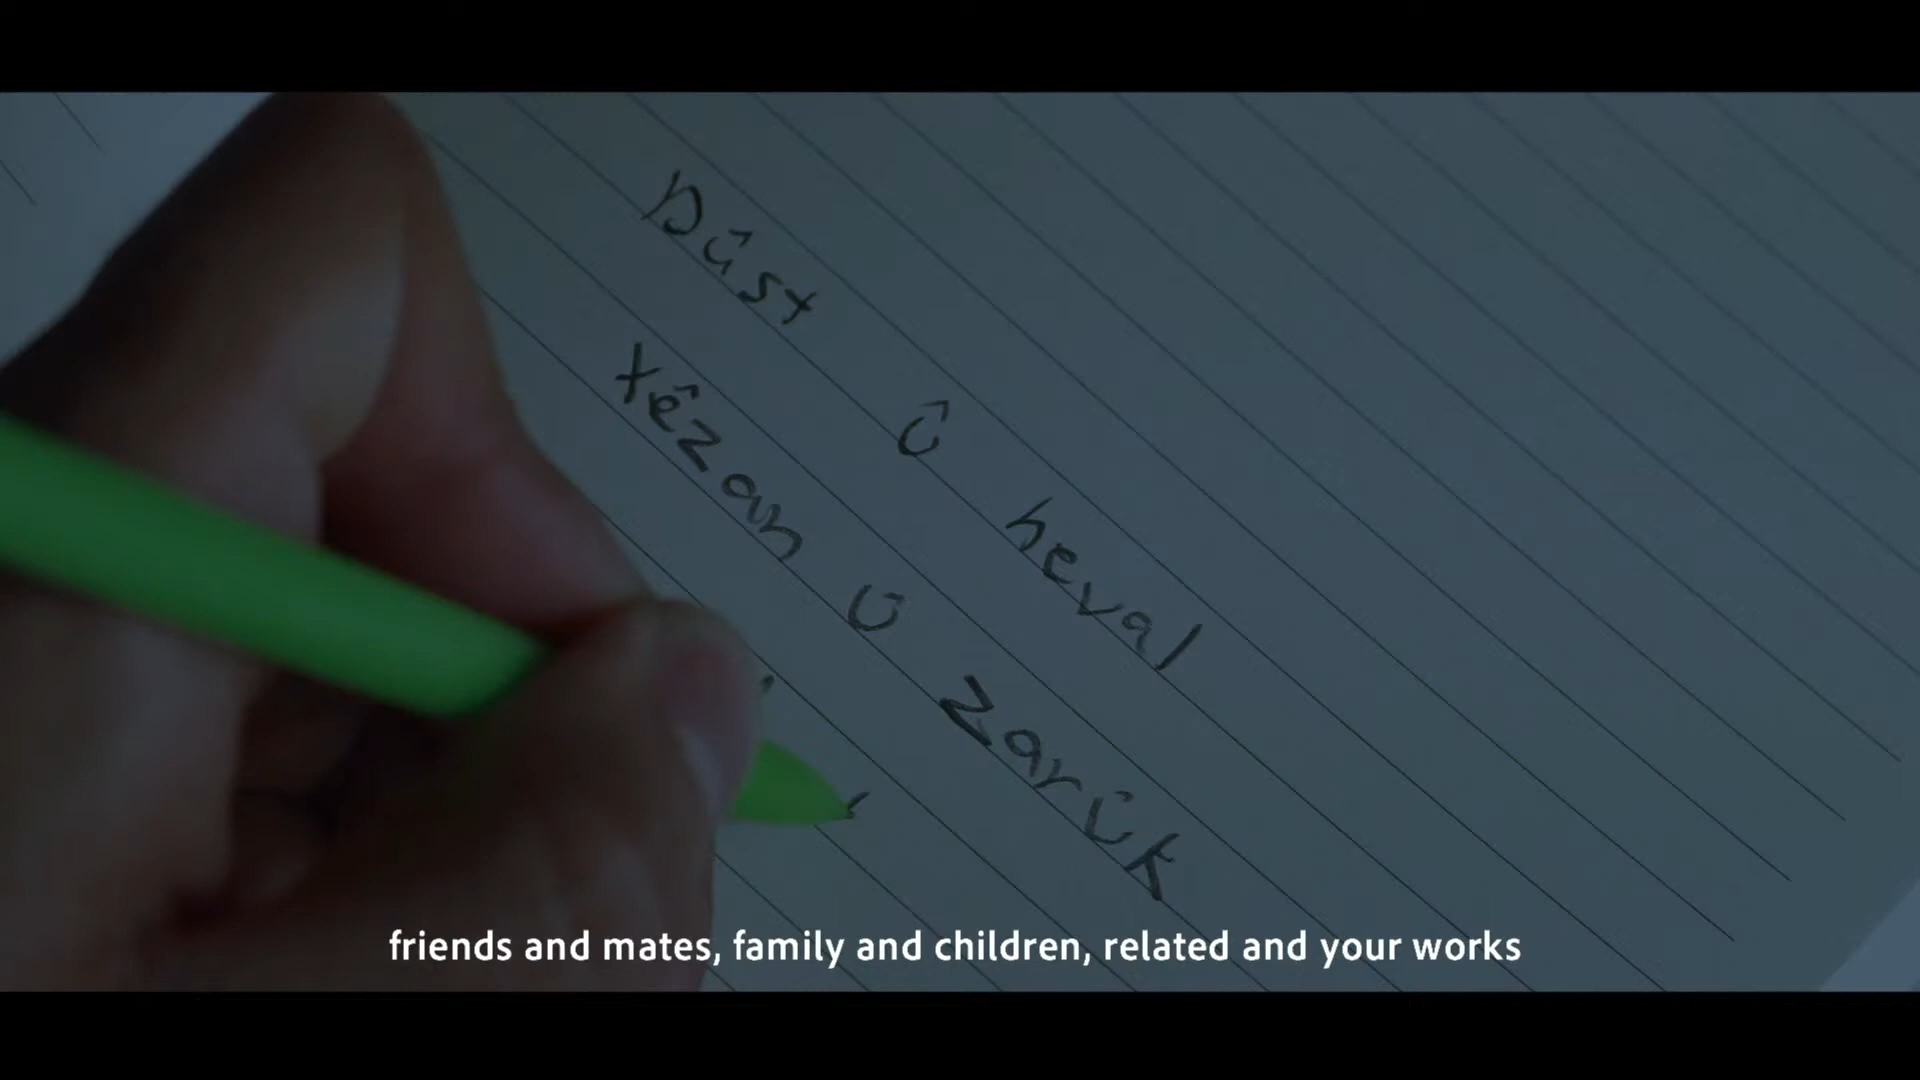 Dûst û heval
Xêzan û zarûk
friends and mates, family and children, related and your works